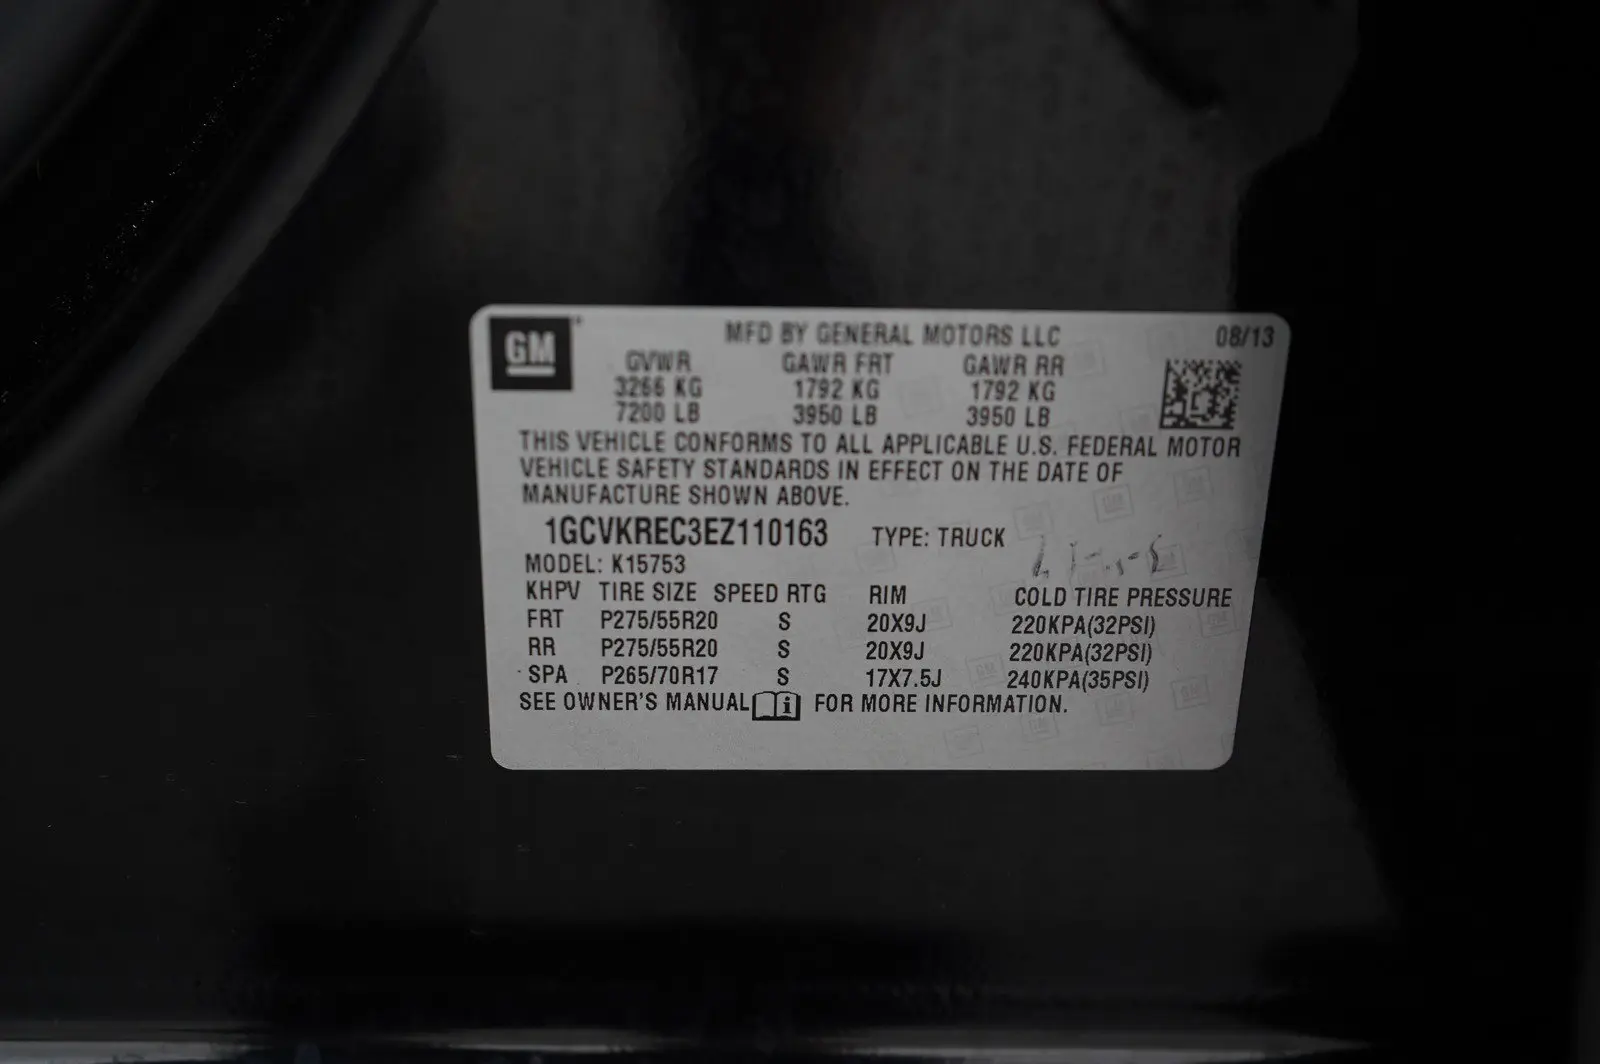 GM
MFD BY GENERAL MOTORS LLC 08/13
GVWR GAWR FRT GAWR RR
3266 KG 1792 KG 1792 KG
7200 LB 3950 LB 3950 LB
THIS VEHICLE CONFORMS TO ALL APPLICABLE U.S. FEDERAL MOTOR
VEHICLE SAFETY STANDARDS IN EFFECT ON THE DATE OF
MANUFACTURE SHOWN ABOVE.
1GCVKREC3EZ110163 TYPE: TRUCK
MODEL: K15753
KHPV TIRE SIZE SPEED RTG RIM COLD TIRE PRESSURE
FRT P275/55R20 S 20X9J 220KPA(32PSI)
RR P275/55R20 S 20X9J 220KPA(32PSI)
SPA P265/70R17 S 17X7.5J 240KPA(35PSI)
SEE OWNER'S MANUAL i FOR MORE INFORMATION.